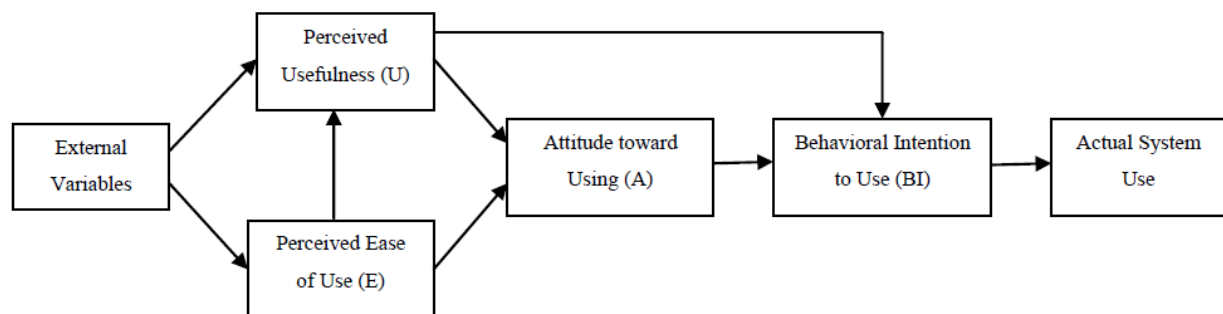 Perceived
Usefulness (U)
External
Variables
Perceived Ease
of Use (E)
Attitude toward
Using (A)
Behavioral Intention
to Use (BI)
Actual System
Use